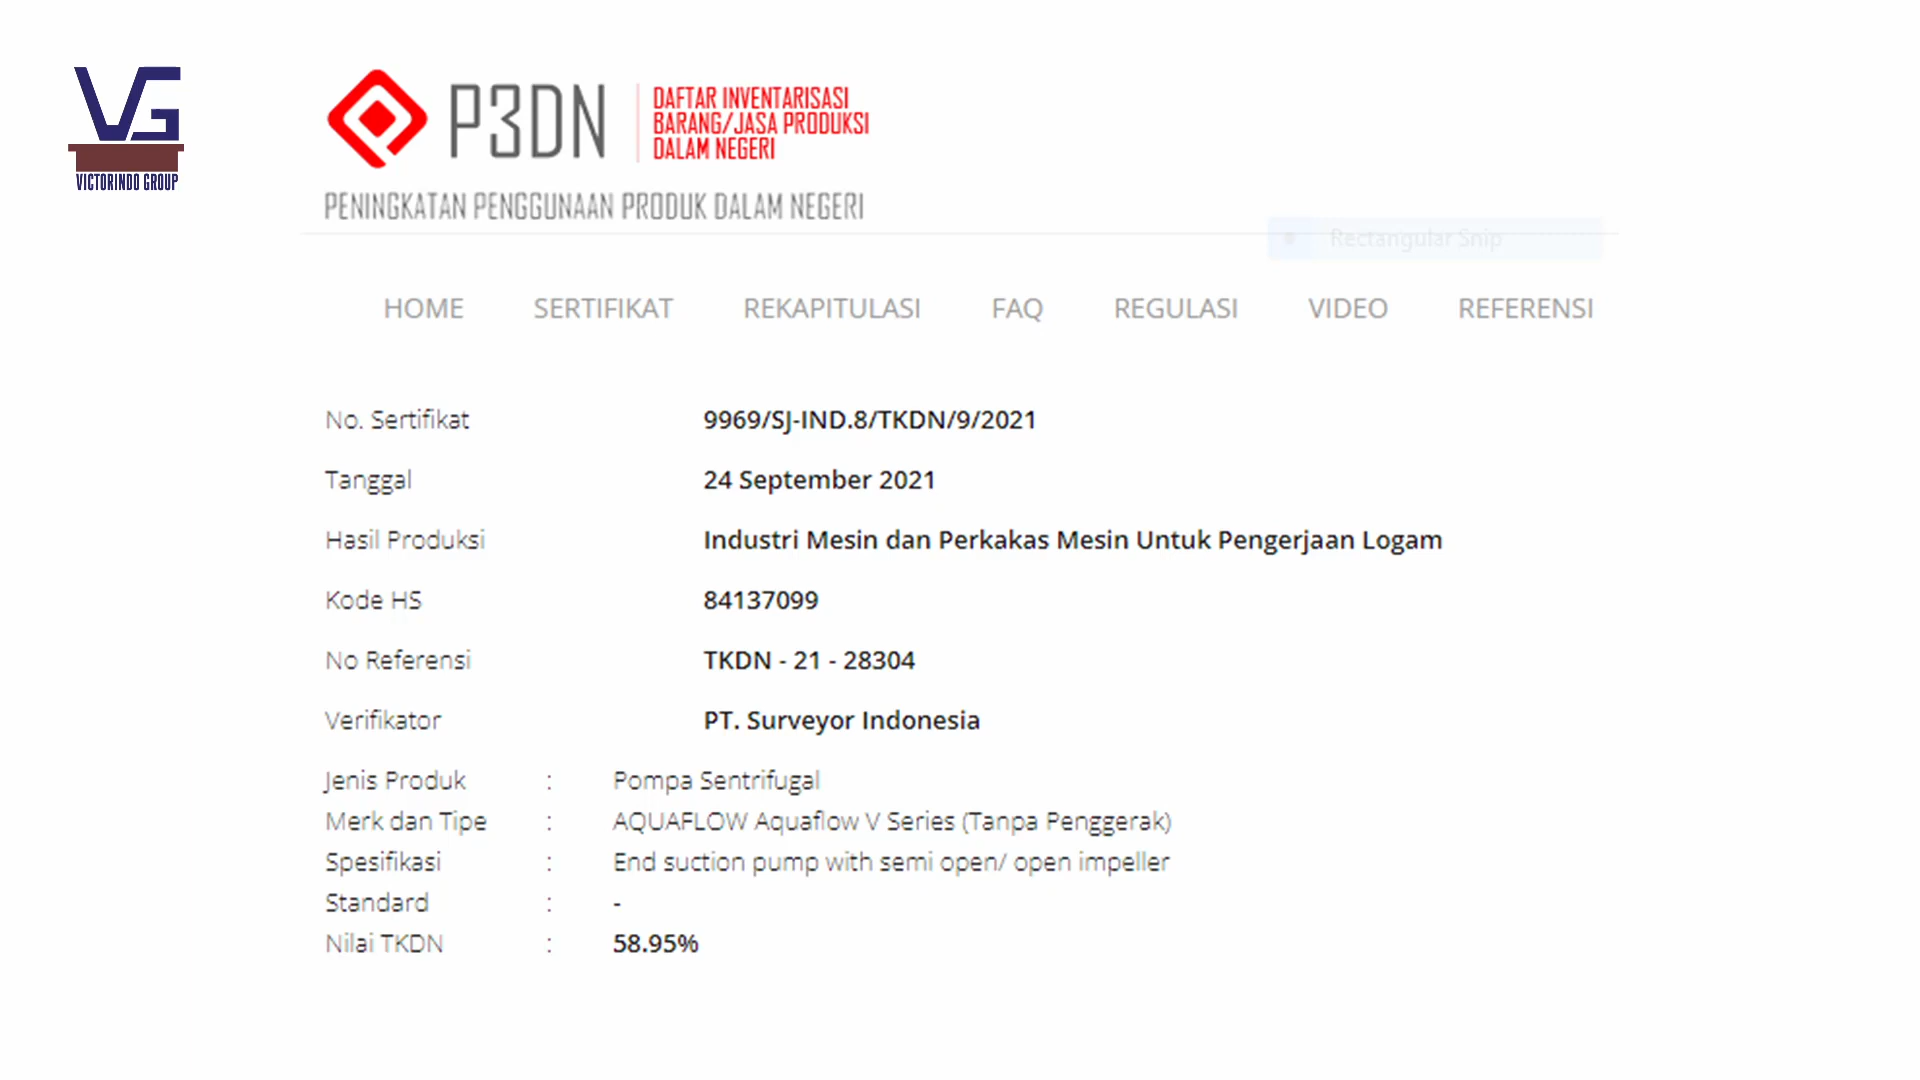 VG
VICTORINDO GROUP
P3DN
DAFTAR INVENTARISASI
BARANG/JASA PRODUKSI
DALAM NEGERI
PENINGKATAN PENGGUNAAN PRODUK DALAM NEGERI
Rectangular Snip
HOME SERTIFIKAT REKAPITULASI FAQ REGULASI VIDEO REFERENSI
No. Sertifikat 9969/SJ-IND.8/TKDN/9/2021
Tanggal 24 September 2021
Hasil Produksi Industri Mesin dan Perkakas Mesin Untuk Pengerjaan Logam
Kode HS 84137099
No Referensi TKDN - 21 - 28304
Verifikator PT. Surveyor Indonesia
Jenis Produk : Pompa Sentrifugal
Merk dan Tipe : AQUAFLOW Aquaflow V Series (Tanpa Penggerak)
Spesifikasi : End suction pump with semi open/ open impeller
Standard : -
Nilai TKDN : 58.95%